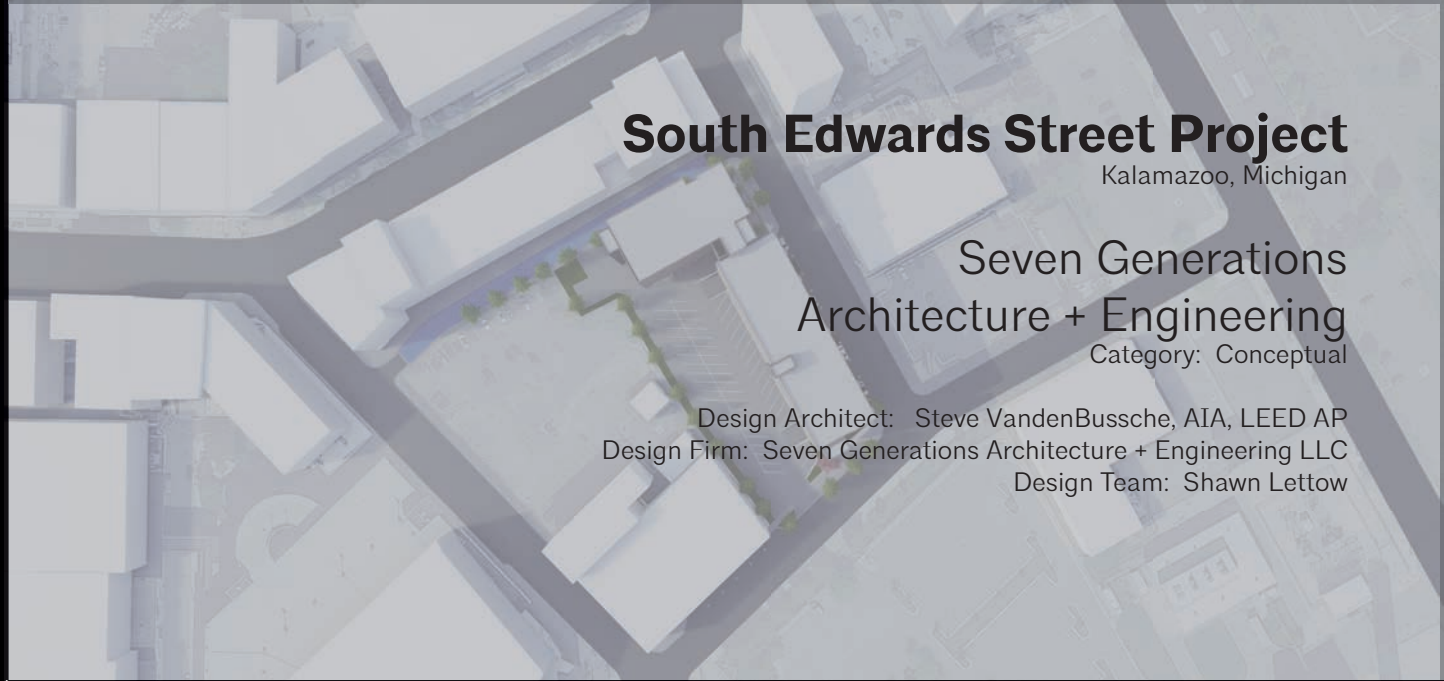 South Edwards Street Project
Kalamazoo, Michigan
Seven Generations
Architecture + Engineering
Category:  Conceptual
Design Architect:   Steve VandenBussche, AIA, LEED AP
Design Firm:  Seven Generations Architecture + Engineering LLC
Design Team:  Shawn Lettow